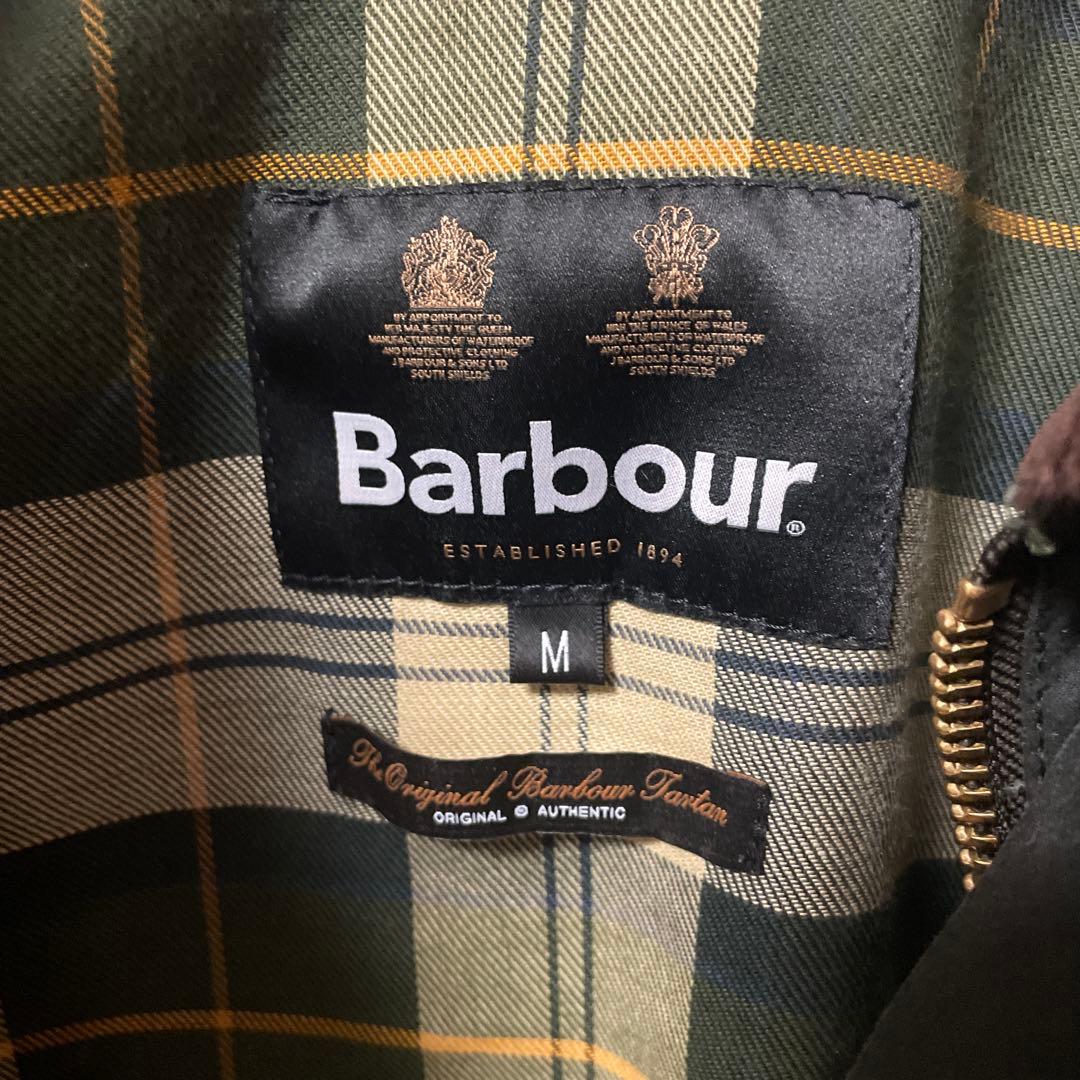 BY APPOINTMENT TO
HER MAJESTY THE QUEEN
MANUFACTURERS OF WATERPROOF
AND PROTECTIVE CLOTHING
J BARBOUR & SONS LTD
SOUTH SHIELDS
BY APPOINTMENT TO
HRH THE PRINCE OF WALES
MANUFACTURERS OF WATERPROOF
AND PROTECTIVE CLOTHING
J BARBOUR & SONS LTD
SOUTH SHIELDS
Barbour®
ESTABLISHED 1894
M
The Original Barbour Tartan
ORIGINAL @ AUTHENTIC